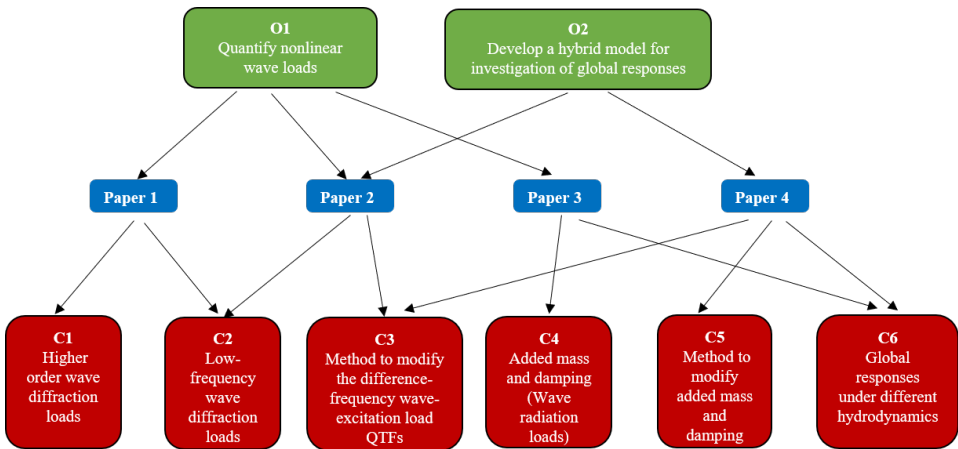 O1
Quantify nonlinear
wave loads
O2
Develop a hybrid model for
investigation of global responses
Paper 1
Paper 2
Paper 3
Paper 4
C1
Higher
order wave
diffraction
loads
C2
Low-
frequency
wave
diffraction
loads
C3
Method to modify
the difference-
frequency wave-
excitation load
QTFs
C4
Added mass
and damping
(Wave
radiation
loads)
C5
Method to
modify
added mass
and
damping
C6
Global
responses
under different
hydrodynamics